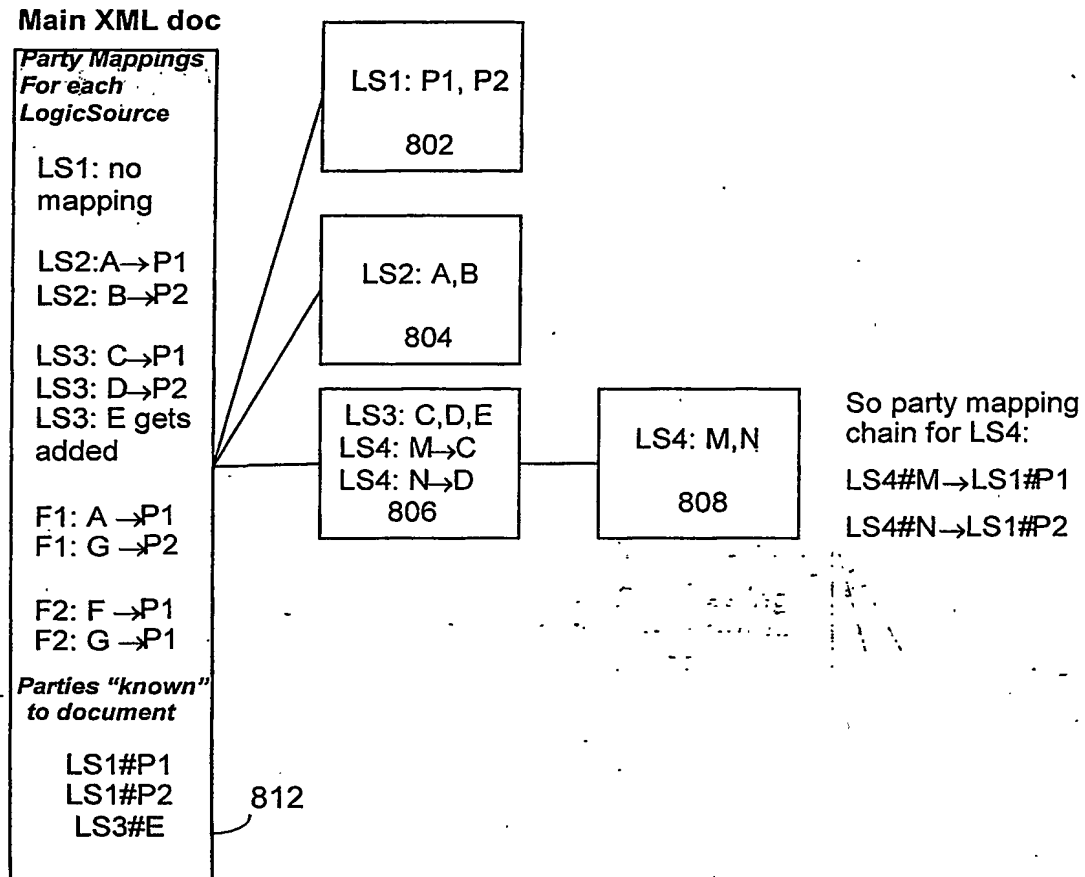 Main XML doc
Party Mappings
For each
LogicSource
LS1: no
mapping
LS2:A→P1
LS2: B→P2
LS3: C→P1
LS3: D→P2
LS3: E gets
added
F1: A →P1
F1: G →P2
F2: F →P1
F2: G →P1
Parties “known”
to document
LS1#P1
LS1#P2
LS3#E
812
LS1: P1, P2
802
LS2: A,B
804
LS3: C,D,E
LS4: M→C
LS4: N→D
806
LS4: M,N
808
So party mapping
chain for LS4:
LS4#M→LS1#P1
LS4#N→LS1#P2